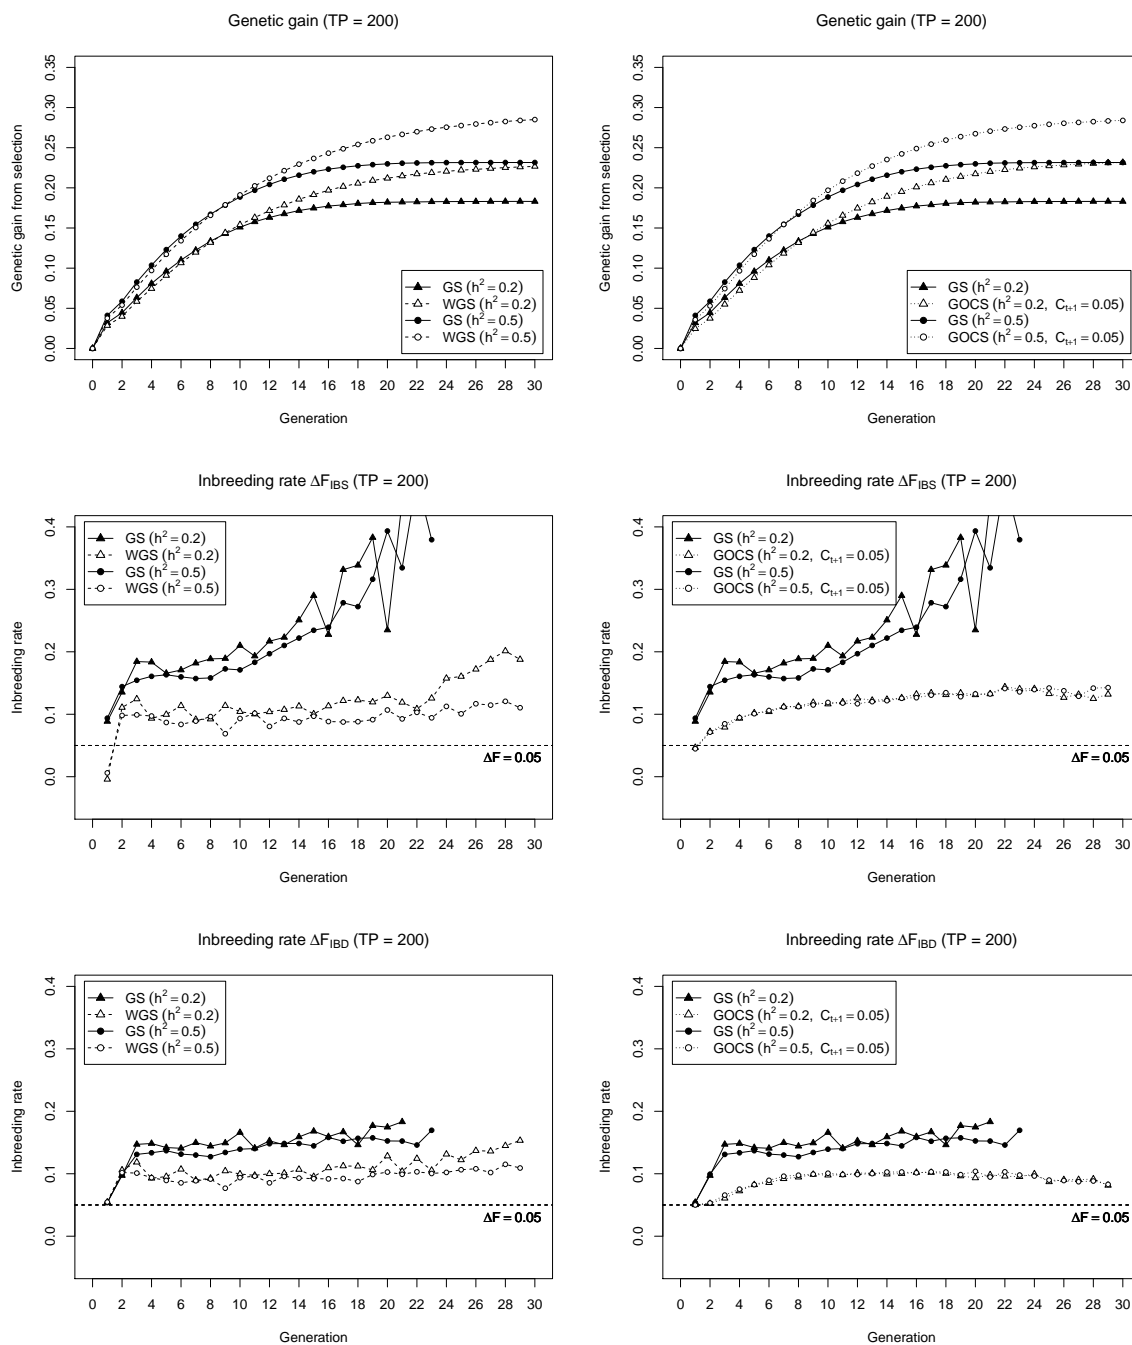 Genetic gain (TP = 200)
Genetic gain from selection
0.00 0.05 0.10 0.15 0.20 0.25 0.30 0.35
GS (h² = 0.2)
WGS (h² = 0.2)
GS (h² = 0.5)
WGS (h² = 0.5)
0 2 4 6 8 10 12 14 16 18 20 22 24 26 28 30
Generation
Genetic gain (TP = 200)
Genetic gain from selection
0.00 0.05 0.10 0.15 0.20 0.25 0.30 0.35
GS (h² = 0.2)
GOCS (h² = 0.2, Cₜ₊₁ = 0.05)
GS (h² = 0.5)
GOCS (h² = 0.5, Cₜ₊₁ = 0.05)
0 2 4 6 8 10 12 14 16 18 20 22 24 26 28 30
Generation
Inbreeding rate ΔF_IBS (TP = 200)
Inbreeding rate
0.0 0.1 0.2 0.3 0.4
GS (h² = 0.2)
WGS (h² = 0.2)
GS (h² = 0.5)
WGS (h² = 0.5)
ΔF = 0.05
0 2 4 6 8 10 12 14 16 18 20 22 24 26 28 30
Generation
Inbreeding rate ΔF_IBS (TP = 200)
Inbreeding rate
0.0 0.1 0.2 0.3 0.4
GS (h² = 0.2)
GOCS (h² = 0.2, Cₜ₊₁ = 0.05)
GS (h² = 0.5)
GOCS (h² = 0.5, Cₜ₊₁ = 0.05)
ΔF = 0.05
0 2 4 6 8 10 12 14 16 18 20 22 24 26 28 30
Generation
Inbreeding rate ΔF_IBD (TP = 200)
Inbreeding rate
0.0 0.1 0.2 0.3 0.4
GS (h² = 0.2)
WGS (h² = 0.2)
GS (h² = 0.5)
WGS (h² = 0.5)
ΔF = 0.05
0 2 4 6 8 10 12 14 16 18 20 22 24 26 28 30
Generation
Inbreeding rate ΔF_IBD (TP = 200)
Inbreeding rate
0.0 0.1 0.2 0.3 0.4
GS (h² = 0.2)
GOCS (h² = 0.2, Cₜ₊₁ = 0.05)
GS (h² = 0.5)
GOCS (h² = 0.5, Cₜ₊₁ = 0.05)
ΔF = 0.05
0 2 4 6 8 10 12 14 16 18 20 22 24 26 28 30
Generation